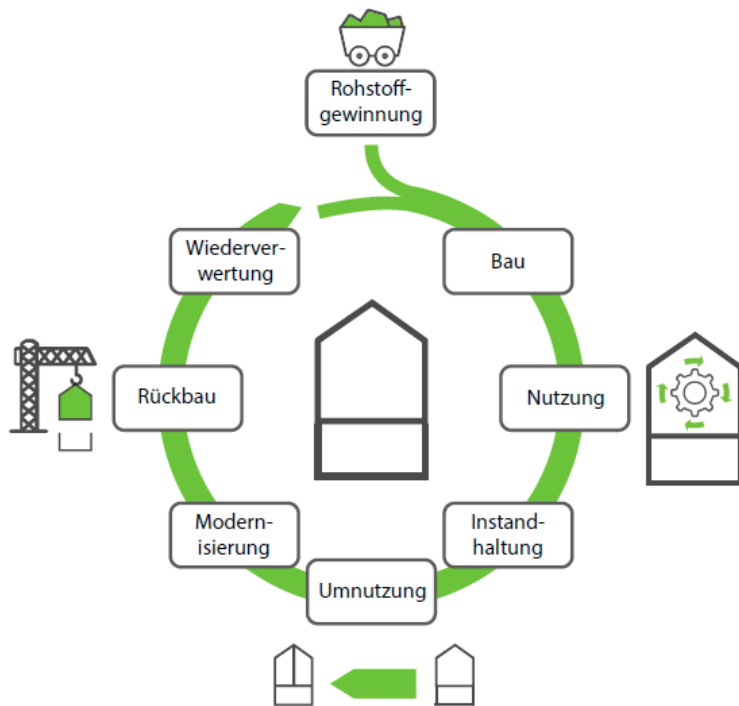 Rohstoff-
gewinnung
Bau
Nutzung
Instand-
haltung
Umnutzung
Modern-
isierung
Rückbau
Wiederver-
wertung